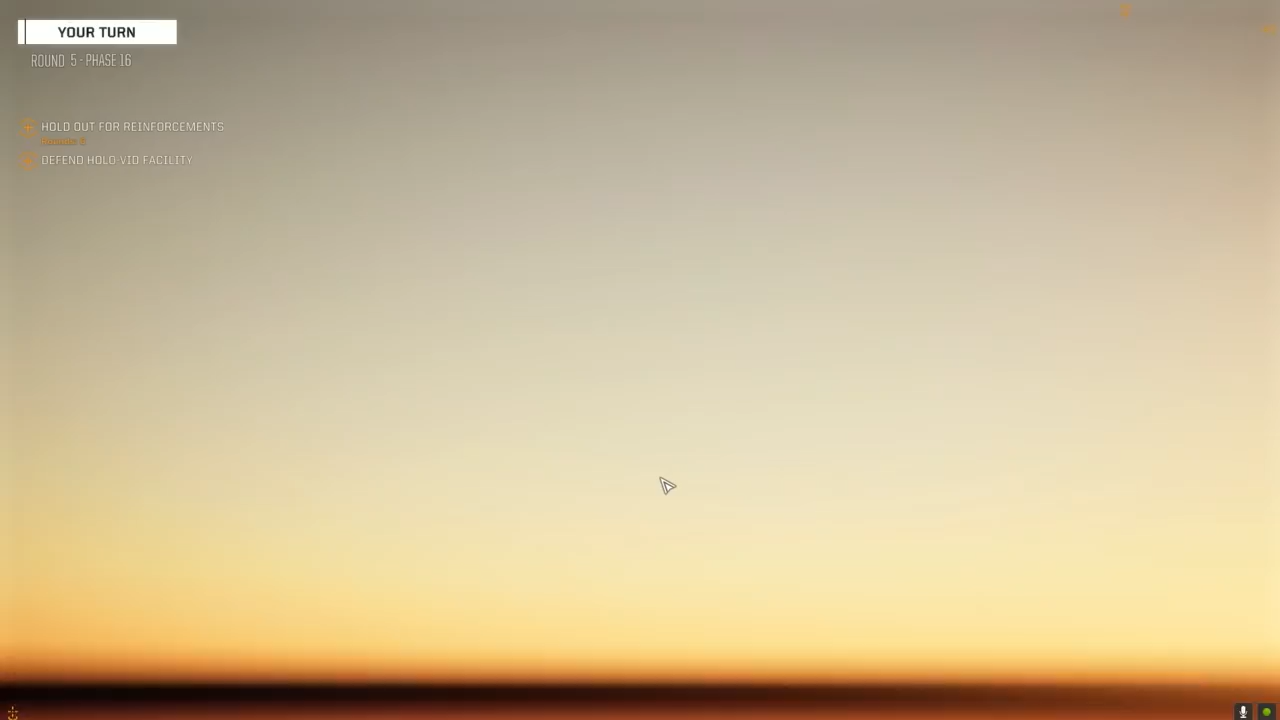 YOUR TURN
ROUND 5 - PHASE 16
HOLD OUT FOR REINFORCEMENTS
DEFEND HOLO-VID FACILITY